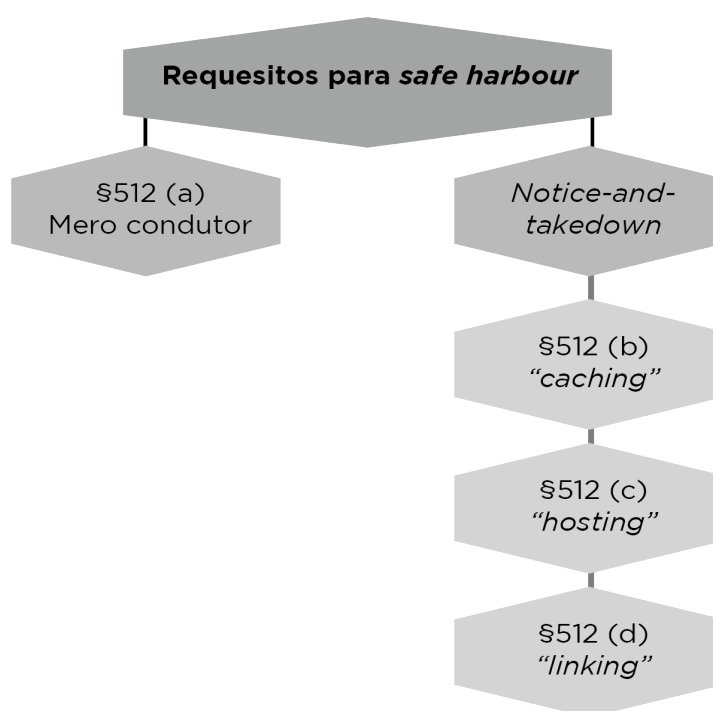 Requesitos para safe harbour
§512 (a)
Mero condutor
Notice-and-
takedown
§512 (b)
“caching”
§512 (c)
“hosting”
§512 (d)
“linking”